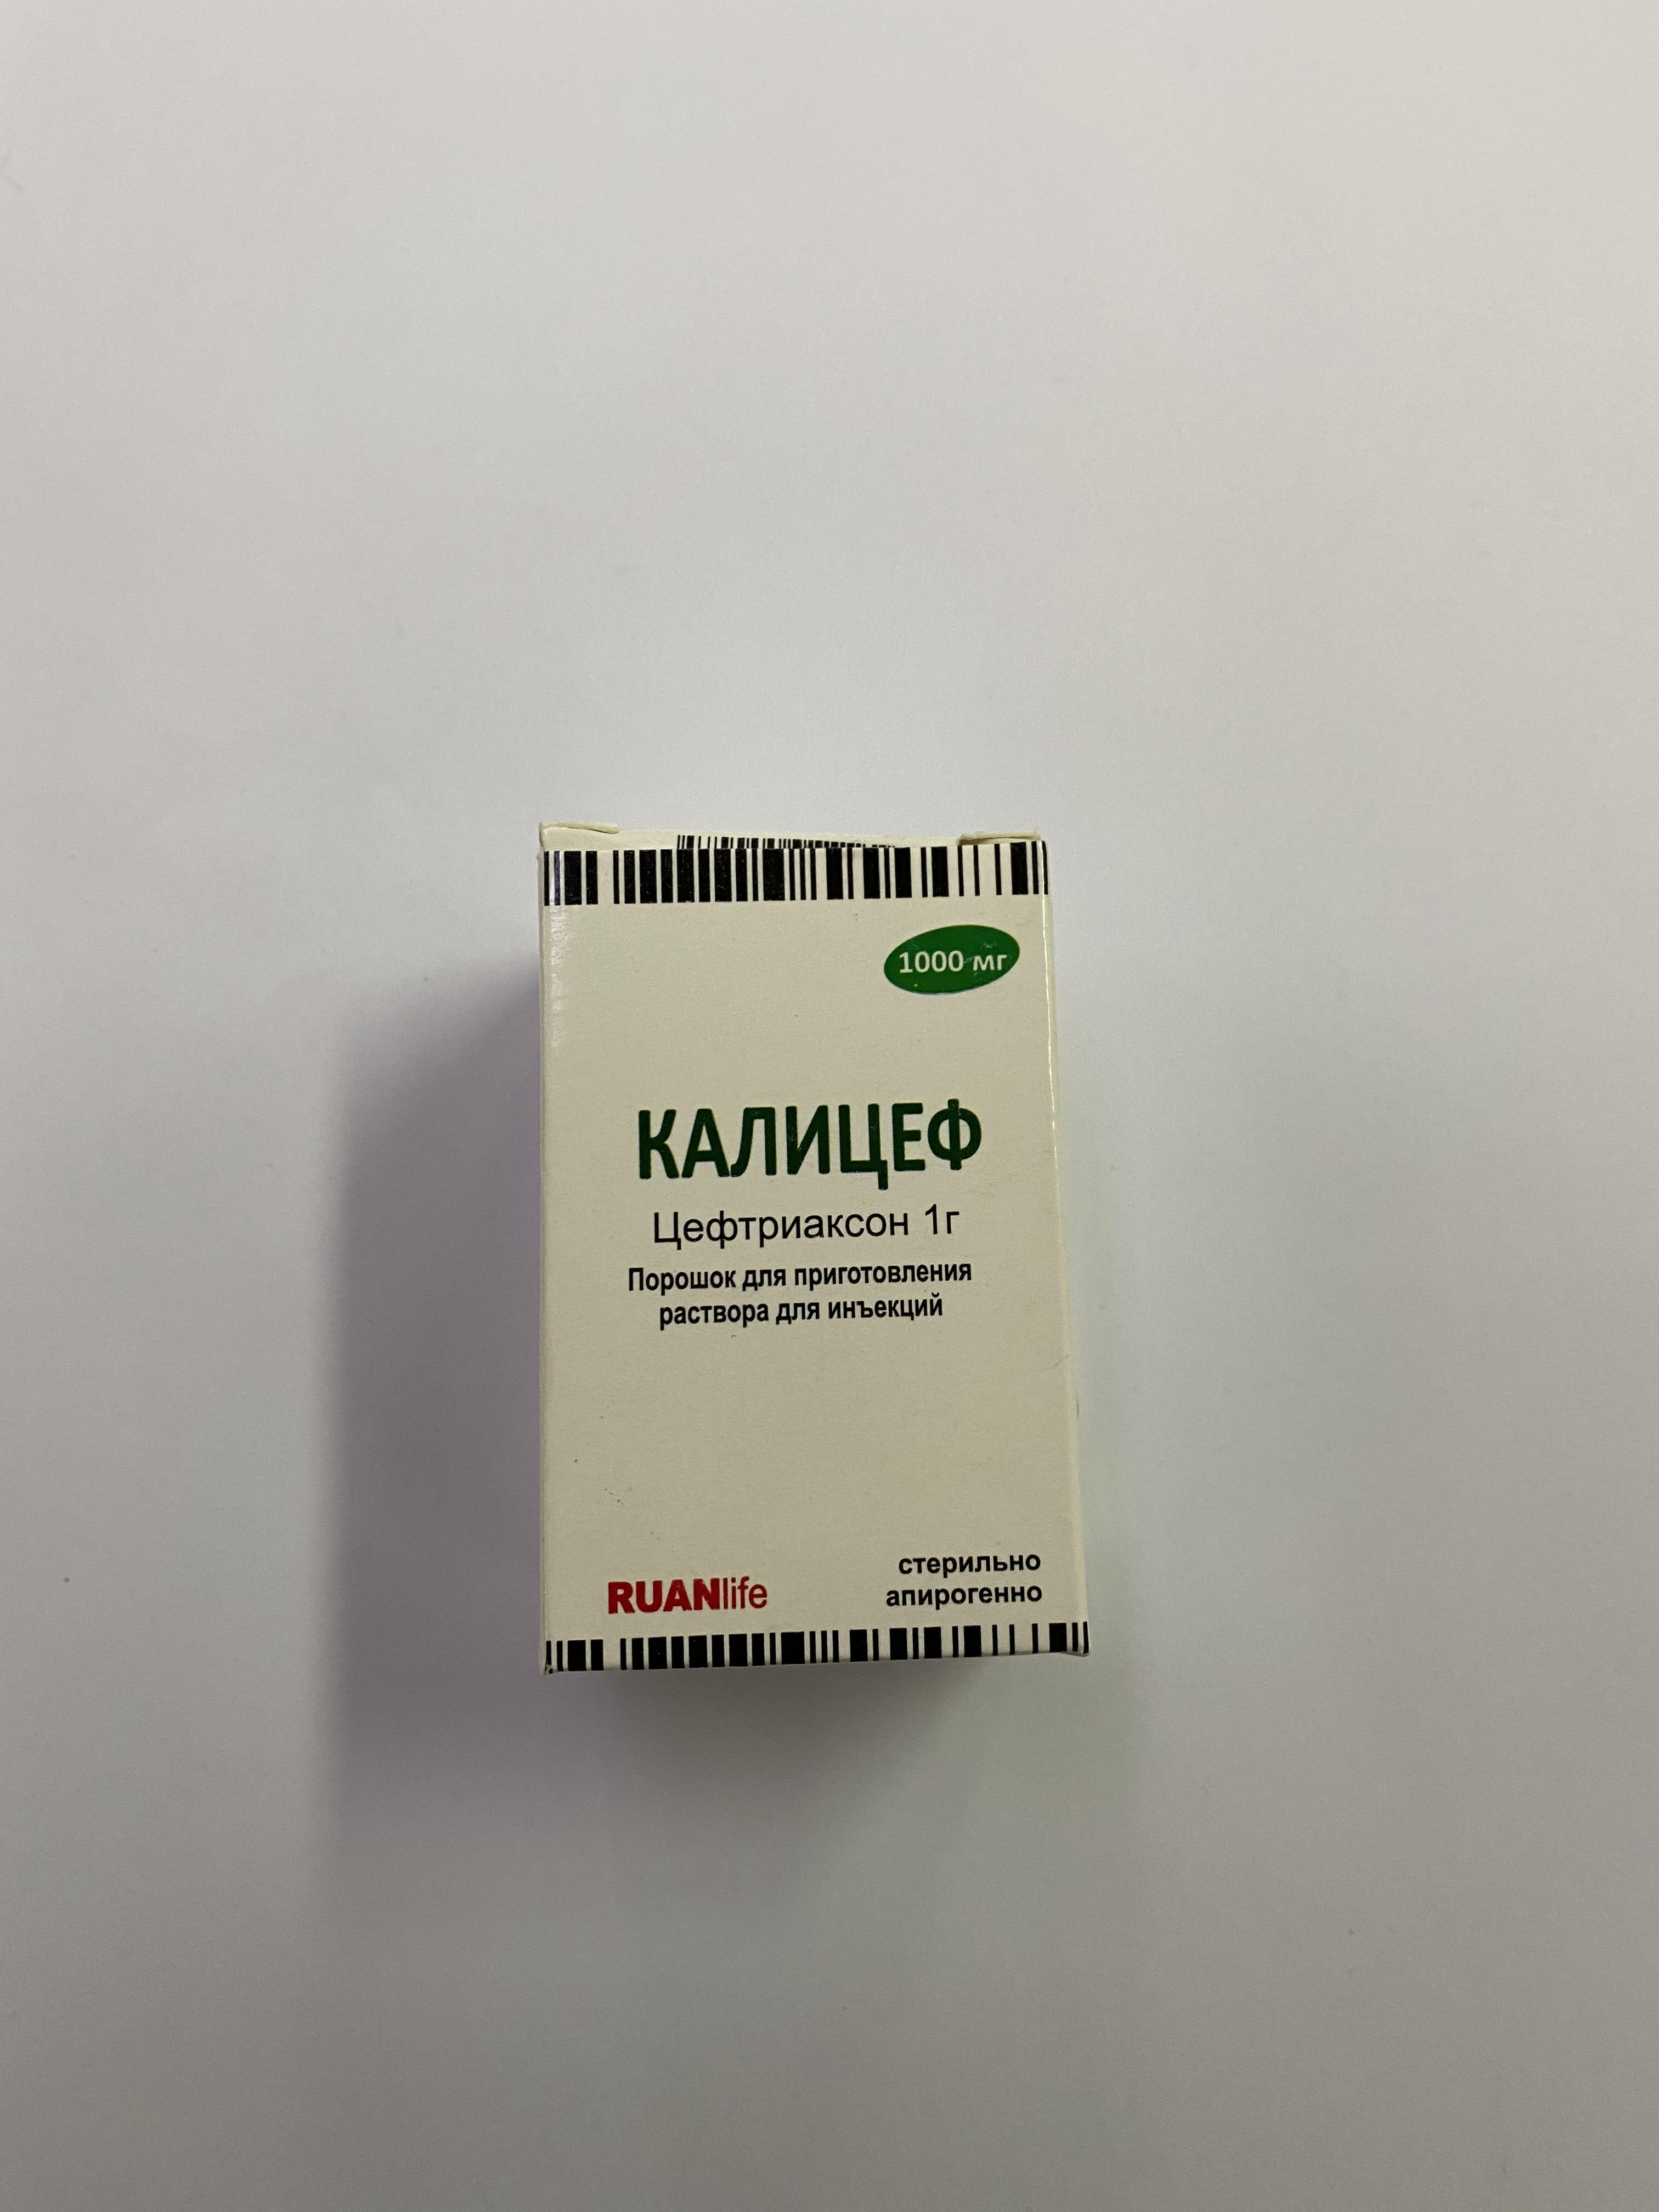 1000 мг
КАЛИЦЕФ
Цефтриаксон 1г
Порошок для приготовления
раствора для инъекций
стерильно
RUANlife
апирогенно